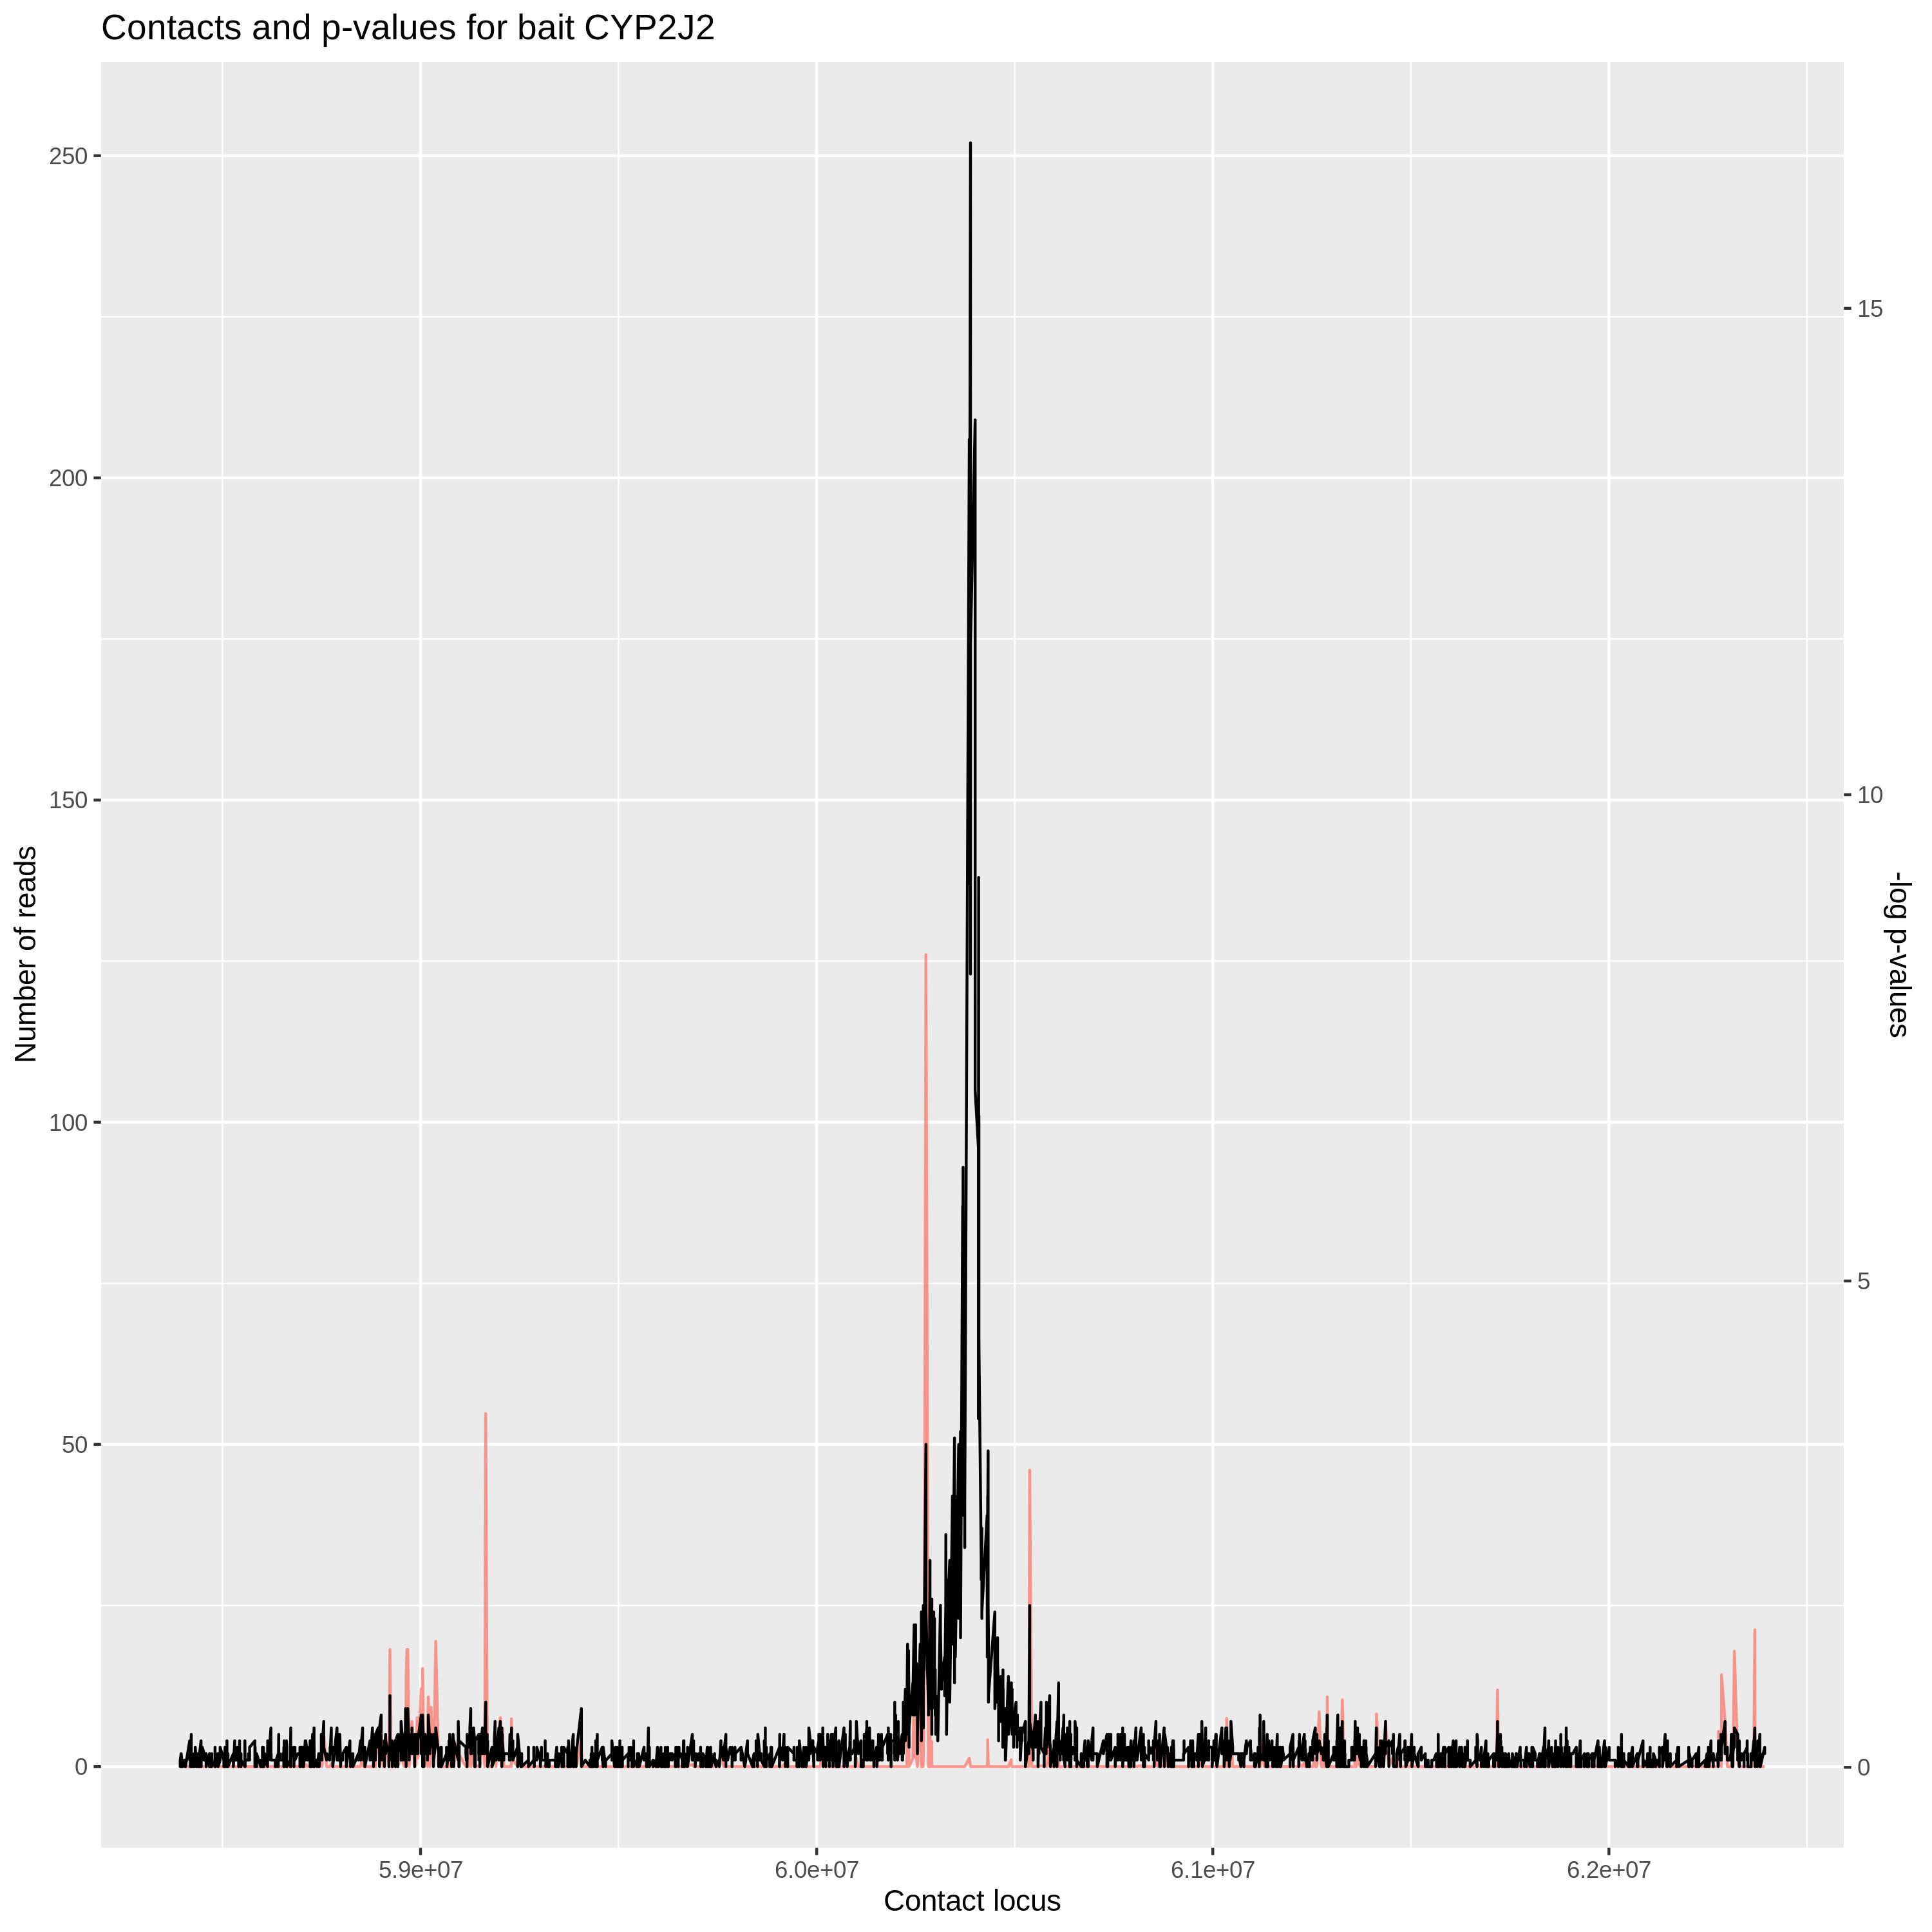 Contacts and p-values for bait CYP2J2
250
200
150
100
50
0
Number of reads
15
10
5
0
-log p-values
5.9e+07 6.0e+07 6.1e+07 6.2e+07
Contact locus